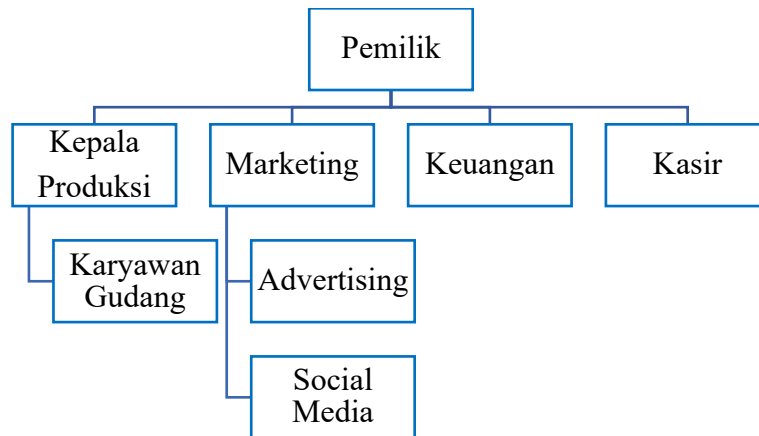 Pemilik
Kepala
Produksi
Marketing
Keuangan
Kasir
Karyawan
Gudang
Advertising
Social
Media